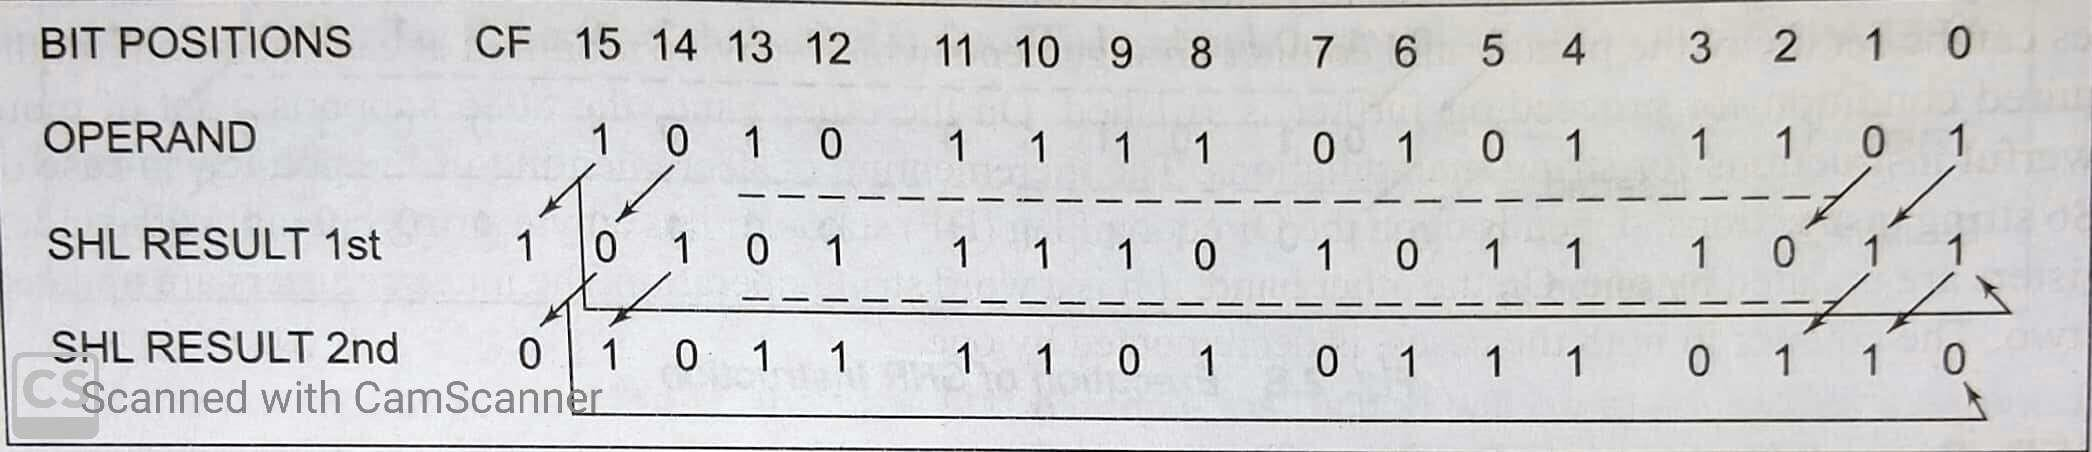 BIT POSITIONS CF 15 14 13 12 11 10 9 8 7 6 5 4 3 2 1 0
OPERAND 1 0 1 0 1 1 1 1 0 1 0 1 1 1 0 1
SHL RESULT 1st 1 0 1 0 1 1 1 1 0 1 0 1 1 1 0 1 1
SHL RESULT 2nd 0 1 0 1 1 1 1 0 1 0 1 1 1 0 1 1 0
CS Scanned with CamScanner